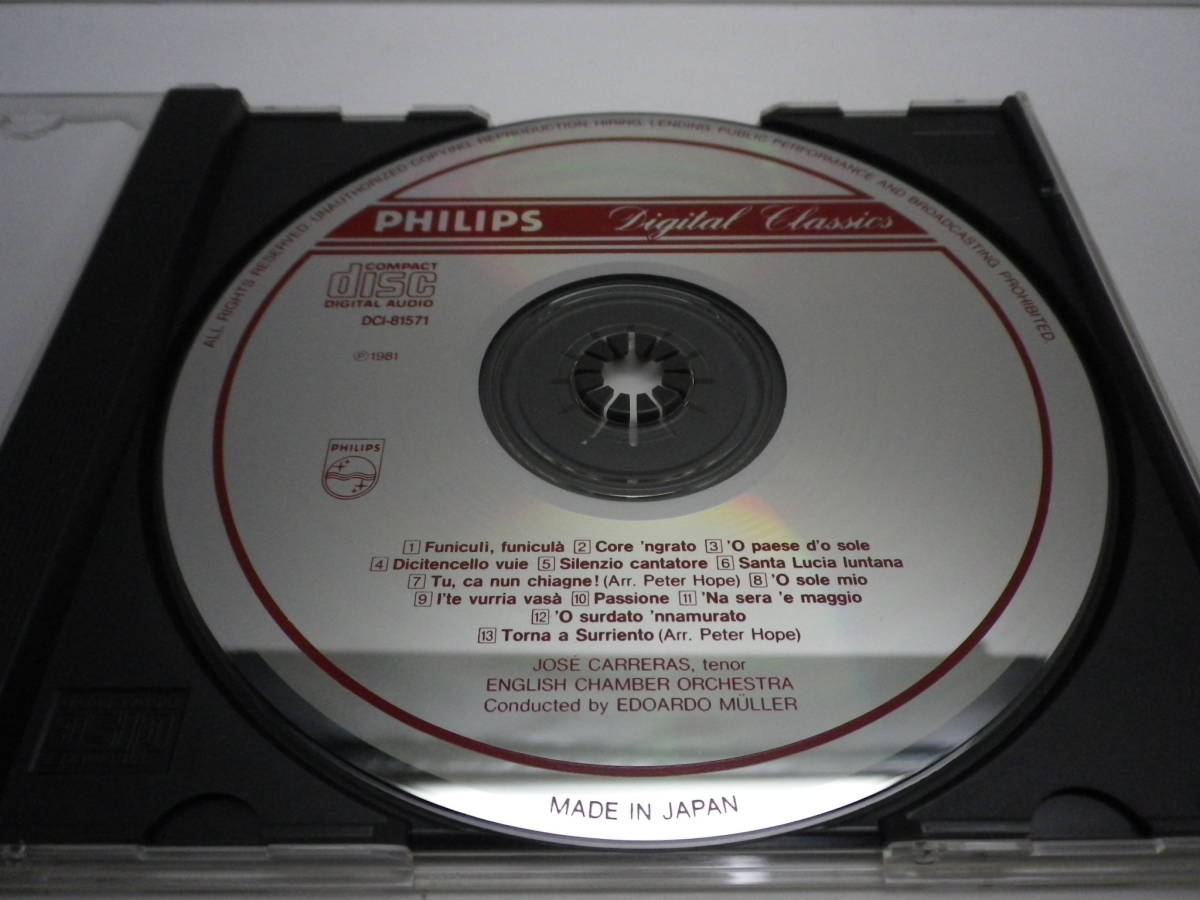 ALL RIGHTS RESERVED. UNAUTHORIZED COPYING, REPRODUCTION, HIRING, LENDING, PUBLIC PERFORMANCE AND BROADCASTING PROHIBITED.
PHILIPS Digital Classics
COMPACT
disc
DIGITAL AUDIO
DCI-81571
℗1981
PHILIPS
1 Funiculi, funiculà 2 Core 'ngrato 3 'O paese d'o sole
4 Dicitencello vuie 5 Silenzio cantatore 6 Santa Lucia luntana
7 Tu, ca nun chiagne! (Arr. Peter Hope) 8 'O sole mio
9 I'te vurria vasà 10 Passione 11 'Na sera 'e maggio
12 'O surdato 'nnamurato
13 Torna a Surriento (Arr. Peter Hope)
JOSÉ CARRERAS, tenor
ENGLISH CHAMBER ORCHESTRA
Conducted by EDOARDO MÜLLER
MADE IN JAPAN